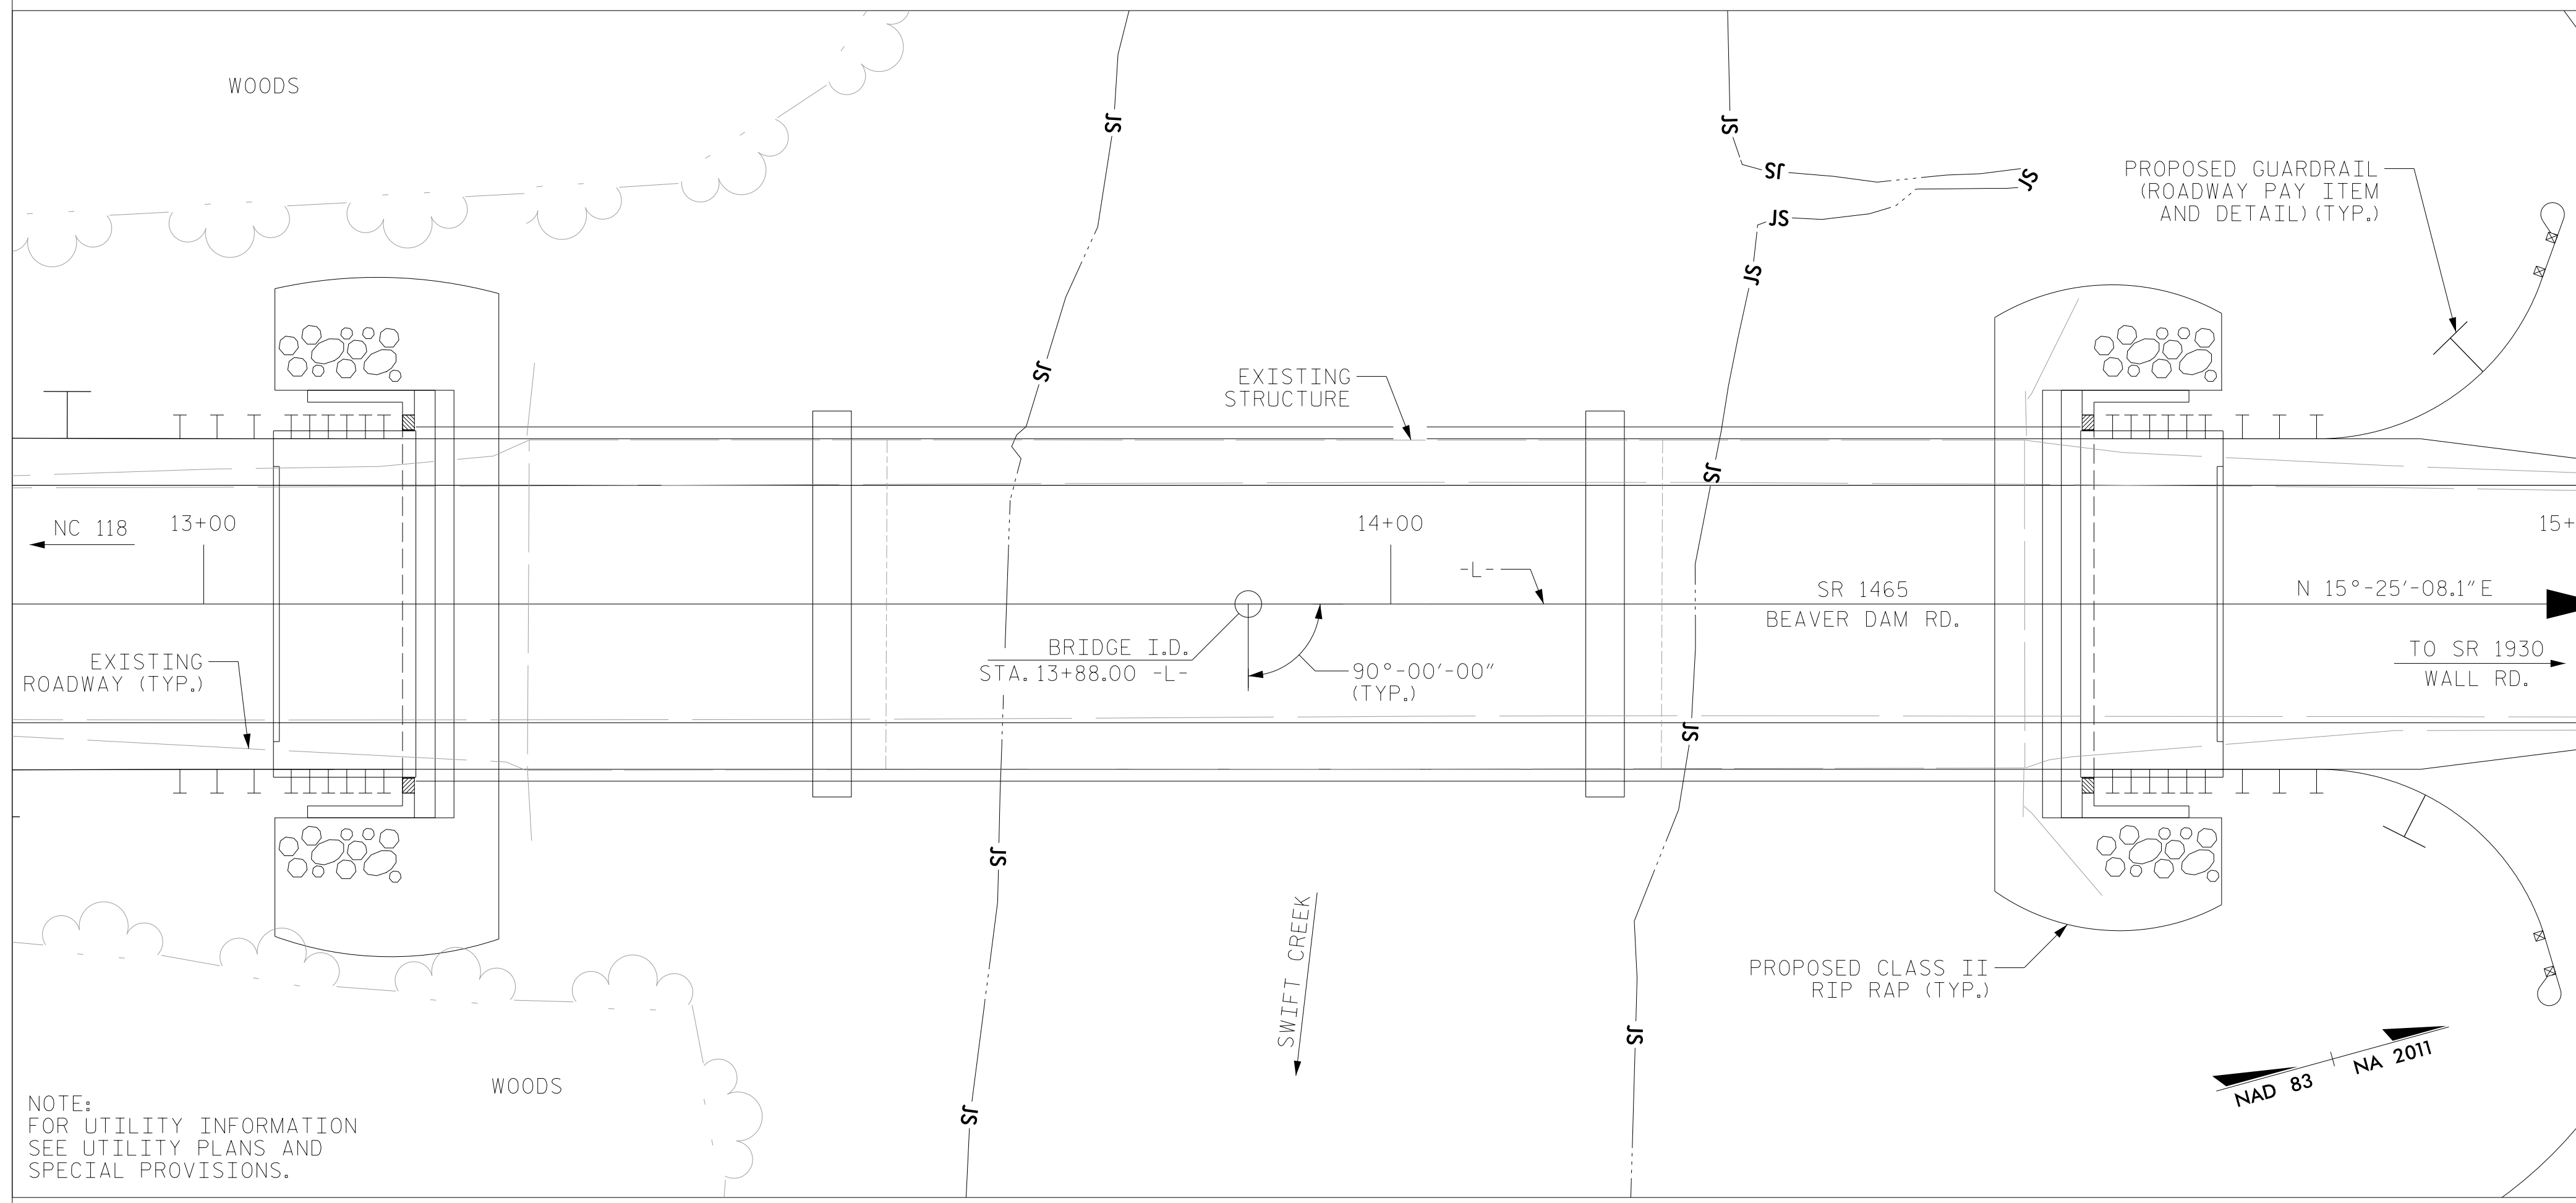 WOODS
JS
JS
JS
JS
JS
PROPOSED GUARDRAIL
(ROADWAY PAY ITEM
AND DETAIL) (TYP.)
JS
JS
JS
EXISTING
STRUCTURE
JS
NC 118
13+00
14+00
15+
-L-
SR 1465
BEAVER DAM RD.
N 15°-25'-08.1" E
BRIDGE I.D.
STA. 13+88.00 -L-
90°-00'-00"
(TYP.)
EXISTING
ROADWAY (TYP.)
TO SR 1930
WALL RD.
JS
JS
SWIFT CREEK
PROPOSED CLASS II
RIP RAP (TYP.)
JS
NAD 83
NA 2011
WOODS
JS
NOTE:
FOR UTILITY INFORMATION
SEE UTILITY PLANS AND
SPECIAL PROVISIONS.